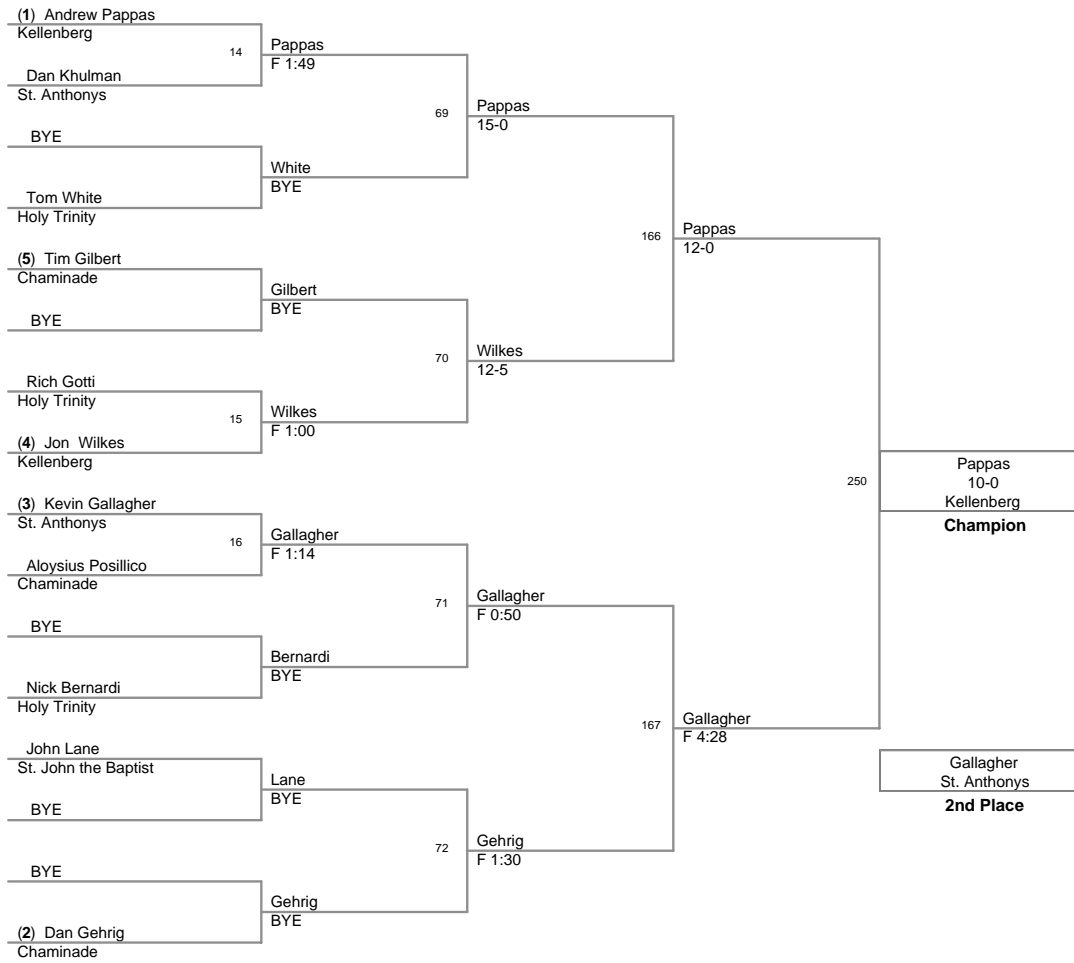 (1) Andrew Pappas
Kellenberg
14
Pappas
F 1:49
Dan Khulman
St. Anthonys
69
Pappas
15-0
BYE
White
BYE
Tom White
Holy Trinity
166
Pappas
12-0
(5) Tim Gilbert
Chaminade
Gilbert
BYE
BYE
70
Wilkes
12-5
Rich Gotti
Holy Trinity
15
Wilkes
F 1:00
(4) Jon Wilkes
Kellenberg
250
Pappas
10-0
Kellenberg
Champion
(3) Kevin Gallagher
St. Anthonys
16
Gallagher
F 1:14
Aloysius Posillico
Chaminade
71
Gallagher
F 0:50
BYE
Bernardi
BYE
Nick Bernardi
Holy Trinity
167
Gallagher
F 4:28
John Lane
St. John the Baptist
Lane
BYE
BYE
Gallagher
St. Anthonys
2nd Place
72
Gehrig
F 1:30
BYE
Gehrig
BYE
(2) Dan Gehrig
Chaminade